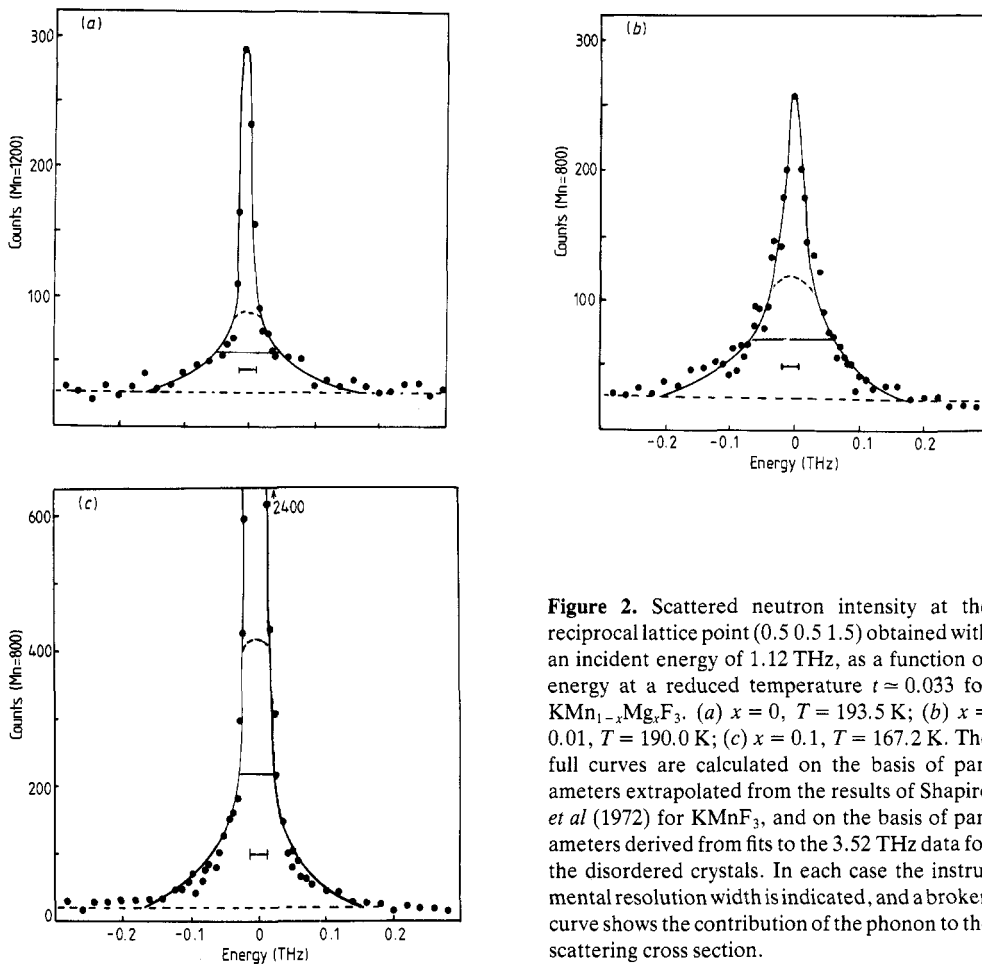 (a)
300
200
100
Counts (Mn=1200)
(b)
300
200
100
0
Counts (Mn=800)
-0.2 -0.1 0 0.1 0.2
Energy (THz)
(c)
2400
600
400
200
0
Counts (Mn=800)
-0.2 -0.1 0 0.1 0.2
Energy (THz)
Figure 2. Scattered neutron intensity at the
reciprocal lattice point (0.5 0.5 1.5) obtained with
an incident energy of 1.12 THz, as a function o
energy at a reduced temperature t ≃ 0.033 fo
KMn₁₋ₓMgₓF₃. (a) x = 0, T = 193.5 K; (b) x =
0.01, T = 190.0 K; (c) x = 0.1, T = 167.2 K. Th
full curves are calculated on the basis of par
ameters extrapolated from the results of Shapir
et al (1972) for KMnF₃, and on the basis of par
ameters derived from fits to the 3.52 THz data fo
the disordered crystals. In each case the instru
mental resolution width is indicated, and a broke
curve shows the contribution of the phonon to th
scattering cross section.